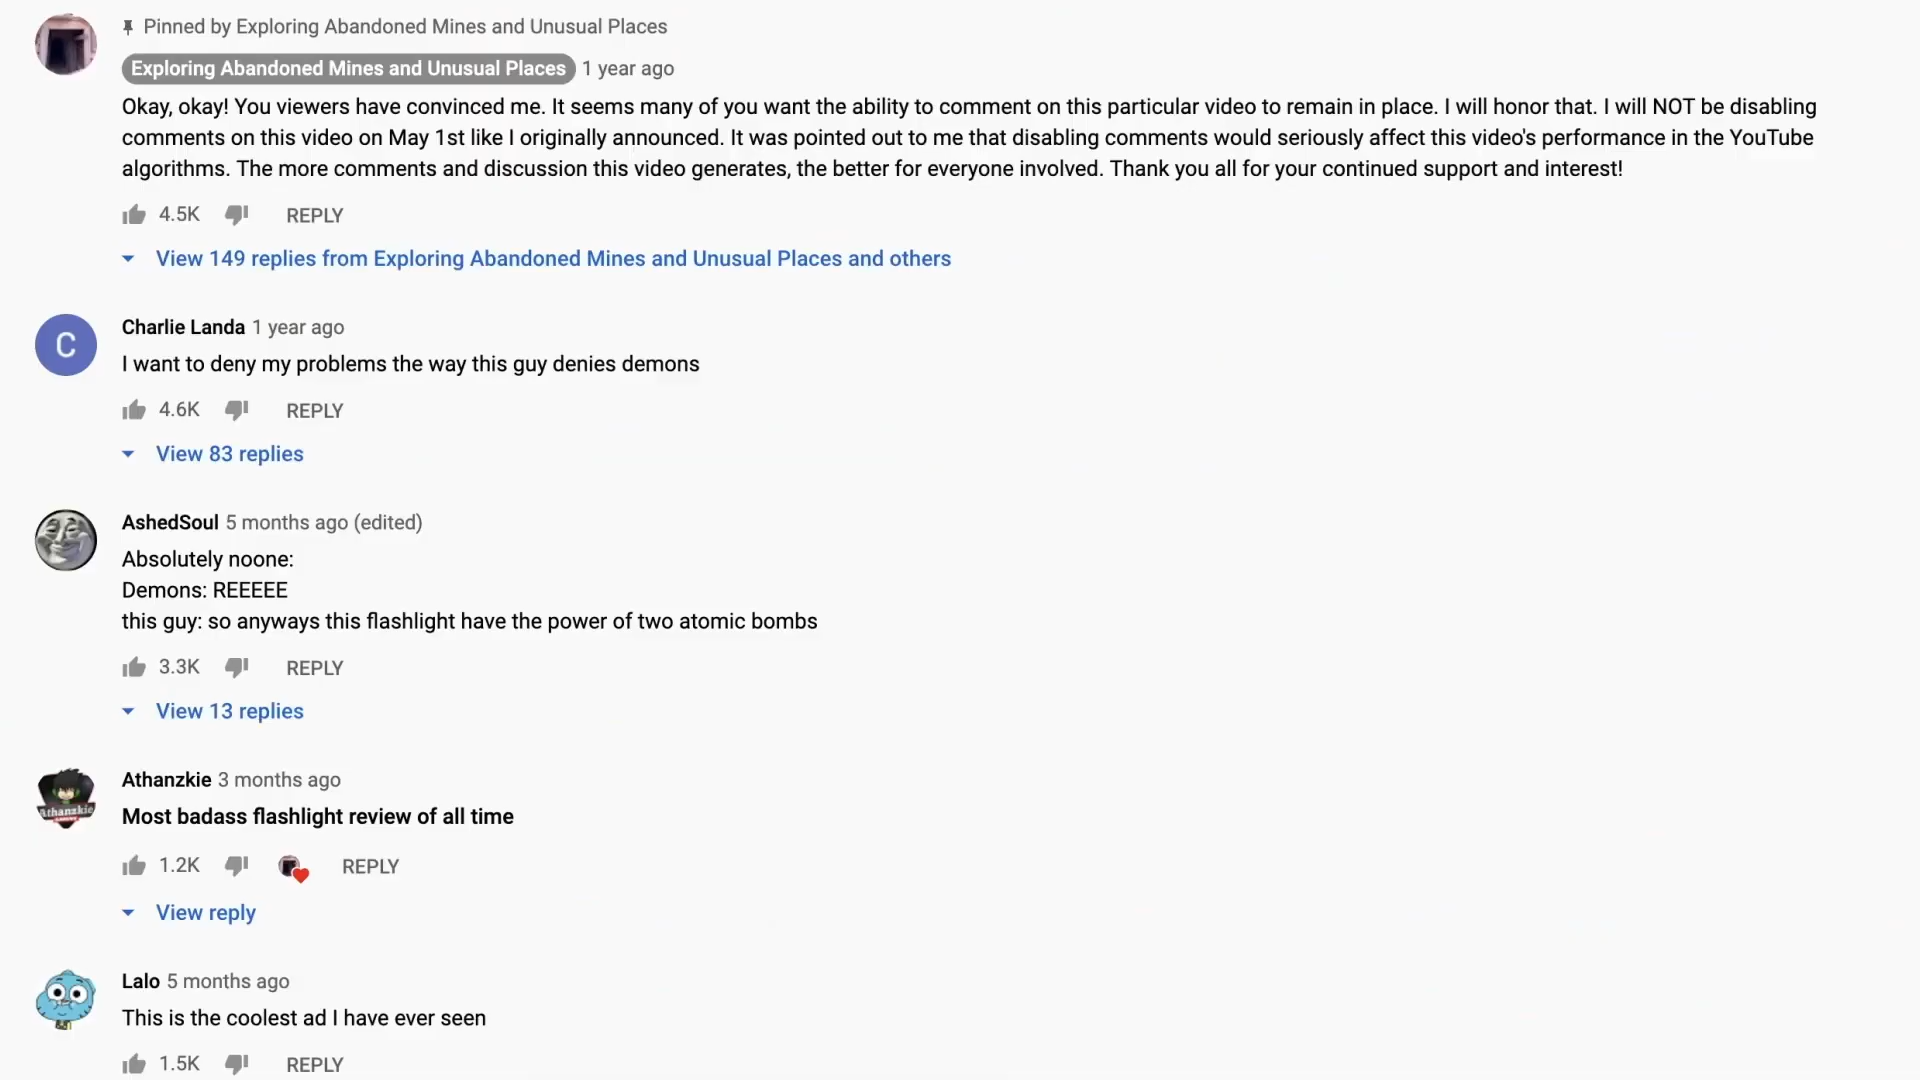 Pinned by Exploring Abandoned Mines and Unusual Places
Exploring Abandoned Mines and Unusual Places 1 year ago
Okay, okay! You viewers have convinced me. It seems many of you want the ability to comment on this particular video to remain in place. I will honor that. I will NOT be disabling
comments on this video on May 1st like I originally announced. It was pointed out to me that disabling comments would seriously affect this video's performance in the YouTube
algorithms. The more comments and discussion this video generates, the better for everyone involved. Thank you all for your continued support and interest!
4.5K REPLY
View 149 replies from Exploring Abandoned Mines and Unusual Places and others
C
Charlie Landa 1 year ago
I want to deny my problems the way this guy denies demons
4.6K REPLY
View 83 replies
AshedSoul 5 months ago (edited)
Absolutely noone:
Demons: REEEEE
this guy: so anyways this flashlight have the power of two atomic bombs
3.3K REPLY
View 13 replies
Athanzkie
Athanzkie 3 months ago
Most badass flashlight review of all time
1.2K REPLY
View reply
Lalo 5 months ago
This is the coolest ad I have ever seen
1.5K REPLY